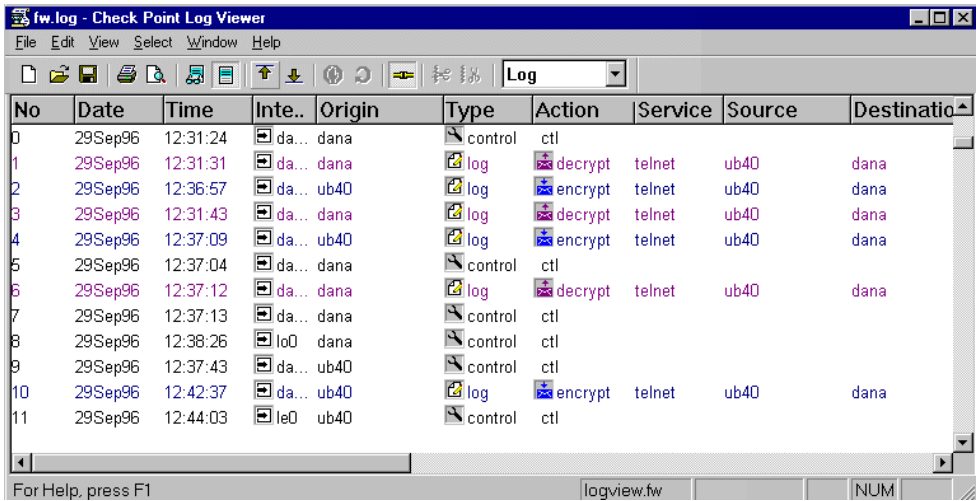 fw.log - Check Point Log Viewer
File Edit View Select Window Help
Log
No Date Time Inte.. Origin Type Action Service Source Destinatio
0 29Sep96 12:31:24 da... dana control ctl
1 29Sep96 12:31:31 da... dana log decrypt telnet ub40 dana
2 29Sep96 12:36:57 da... ub40 log encrypt telnet ub40 dana
3 29Sep96 12:31:43 da... dana log decrypt telnet ub40 dana
4 29Sep96 12:37:09 da... ub40 log encrypt telnet ub40 dana
5 29Sep96 12:37:04 da... dana control ctl
6 29Sep96 12:37:12 da... dana log decrypt telnet ub40 dana
7 29Sep96 12:37:13 da... dana control ctl
8 29Sep96 12:38:26 lo0 dana control ctl
9 29Sep96 12:37:43 da... ub40 control ctl
10 29Sep96 12:42:37 da... ub40 log encrypt telnet ub40 dana
11 29Sep96 12:44:03 le0 ub40 control ctl
For Help, press F1 logview.fw NUM